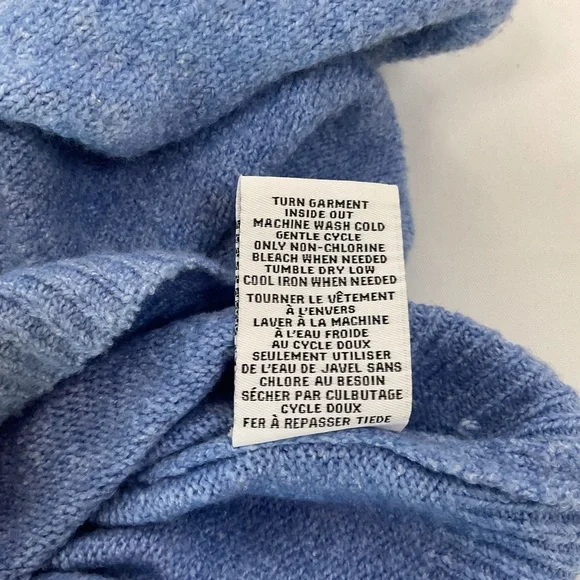 TURN GARMENT
INSIDE OUT
MACHINE WASH COLD
GENTLE CYCLE
ONLY NON-CHLORINE
BLEACH WHEN NEEDED
TUMBLE DRY LOW
COOL IRON WHEN NEEDED
TOURNER LE VÊTEMENT
À L'ENVERS
LAVER À LA MACHINE
À L'EAU FROIDE
AU CYCLE DOUX
SEULEMENT UTILISER
DE L'EAU DE JAVEL SANS
CHLORE AU BESOIN
SÉCHER PAR CULBUTAGE
CYCLE DOUX
FER À REPASSER TIEDE